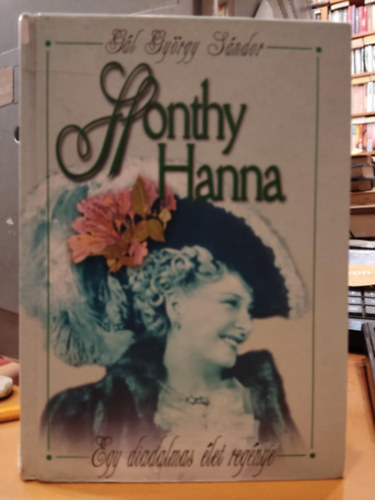 Gál György Sándor
Honthy
Hanna
Egy diadalmas élet regénye